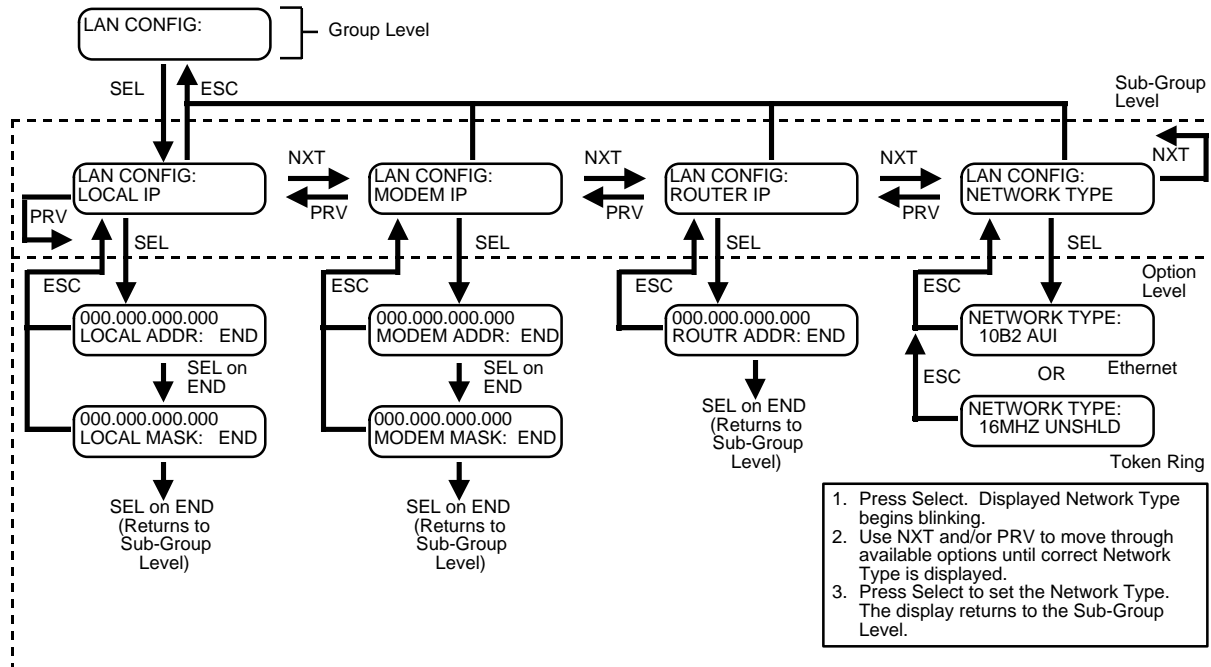 LAN CONFIG:
Group Level
SEL
ESC
Sub-Group
Level
LAN CONFIG:
LOCAL IP
NXT
PRV
LAN CONFIG:
MODEM IP
NXT
PRV
LAN CONFIG:
ROUTER IP
NXT
PRV
LAN CONFIG:
NETWORK TYPE
NXT
PRV
SEL
SEL
SEL
SEL
Option
Level
ESC
ESC
ESC
ESC
000.000.000.000
LOCAL ADDR: END
000.000.000.000
MODEM ADDR: END
000.000.000.000
ROUTR ADDR: END
NETWORK TYPE:
10B2 AUI
Ethernet
SEL on
END
SEL on
END
ESC
OR
000.000.000.000
LOCAL MASK: END
000.000.000.000
MODEM MASK: END
SEL on END
(Returns to
Sub-Group
Level)
NETWORK TYPE:
16MHZ UNSHLD
Token Ring
SEL on END
(Returns to
Sub-Group
Level)
SEL on END
(Returns to
Sub-Group
Level)
1. Press Select. Displayed Network Type
begins blinking.
2. Use NXT and/or PRV to move through
available options until correct Network
Type is displayed.
3. Press Select to set the Network Type.
The display returns to the Sub-Group
Level.